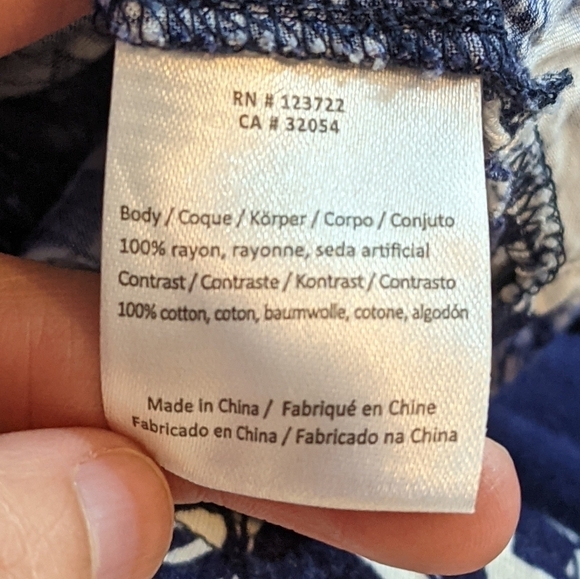 RN # 123722
CA # 32054
Body / Coque / Körper / Corpo / Conjuto
100% rayon, rayonne, seda artificial
Contrast / Contraste / Kontrast / Contrasto
100% cotton, coton, baumwolle, cotone, algodón
Made in China / Fabriqué en Chine
Fabricado en China / Fabricado na China